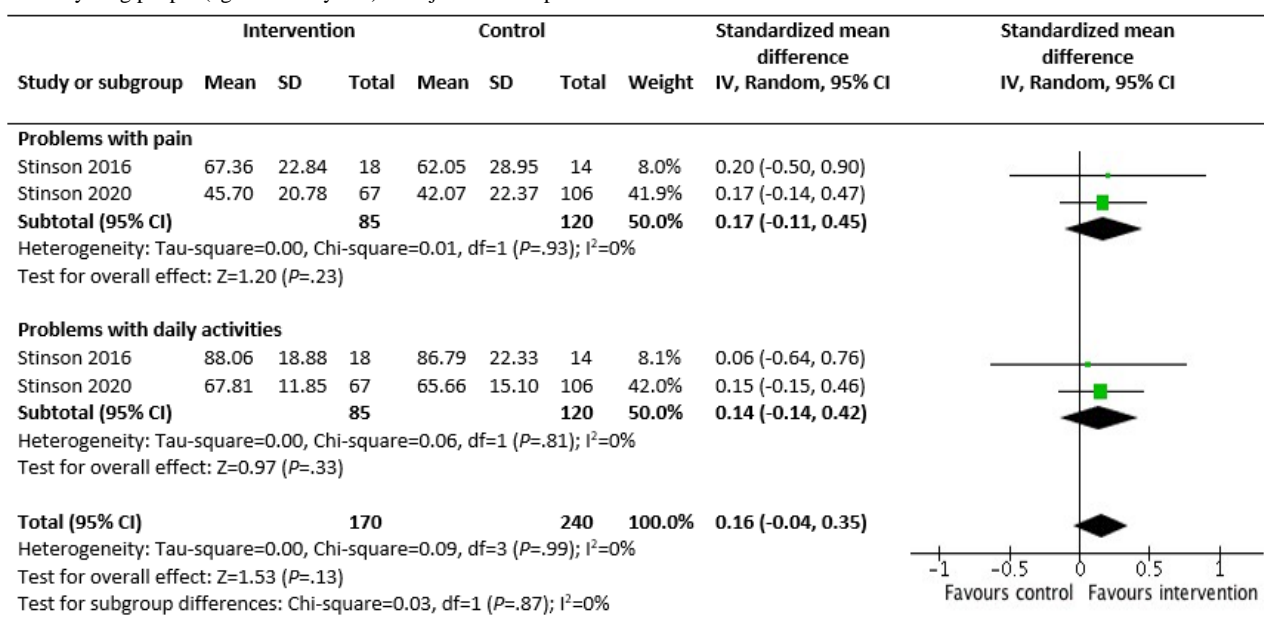 Intervention Control Standardized mean difference Standardized mean difference
Study or subgroup Mean SD Total Mean SD Total Weight IV, Random, 95% CI IV, Random, 95% CI
Problems with pain
Stinson 2016 67.36 22.84 18 62.05 28.95 14 8.0% 0.20 (-0.50, 0.90)
Stinson 2020 45.70 20.78 67 42.07 22.37 106 41.9% 0.17 (-0.14, 0.47)
Subtotal (95% CI) 85 120 50.0% 0.17 (-0.11, 0.45)
Heterogeneity: Tau-square=0.00, Chi-square=0.01, df=1 (P=.93); I²=0%
Test for overall effect: Z=1.20 (P=.23)
Problems with daily activities
Stinson 2016 88.06 18.88 18 86.79 22.33 14 8.1% 0.06 (-0.64, 0.76)
Stinson 2020 67.81 11.85 67 65.66 15.10 106 42.0% 0.15 (-0.15, 0.46)
Subtotal (95% CI) 85 120 50.0% 0.14 (-0.14, 0.42)
Heterogeneity: Tau-square=0.00, Chi-square=0.06, df=1 (P=.81); I²=0%
Test for overall effect: Z=0.97 (P=.33)
Total (95% CI) 170 240 100.0% 0.16 (-0.04, 0.35)
Heterogeneity: Tau-square=0.00, Chi-square=0.09, df=3 (P=.99); I²=0%
Test for overall effect: Z=1.53 (P=.13)
Test for subgroup differences: Chi-square=0.03, df=1 (P=.87); I²=0%
-1 -0.5 0 0.5 1
Favours control Favours intervention